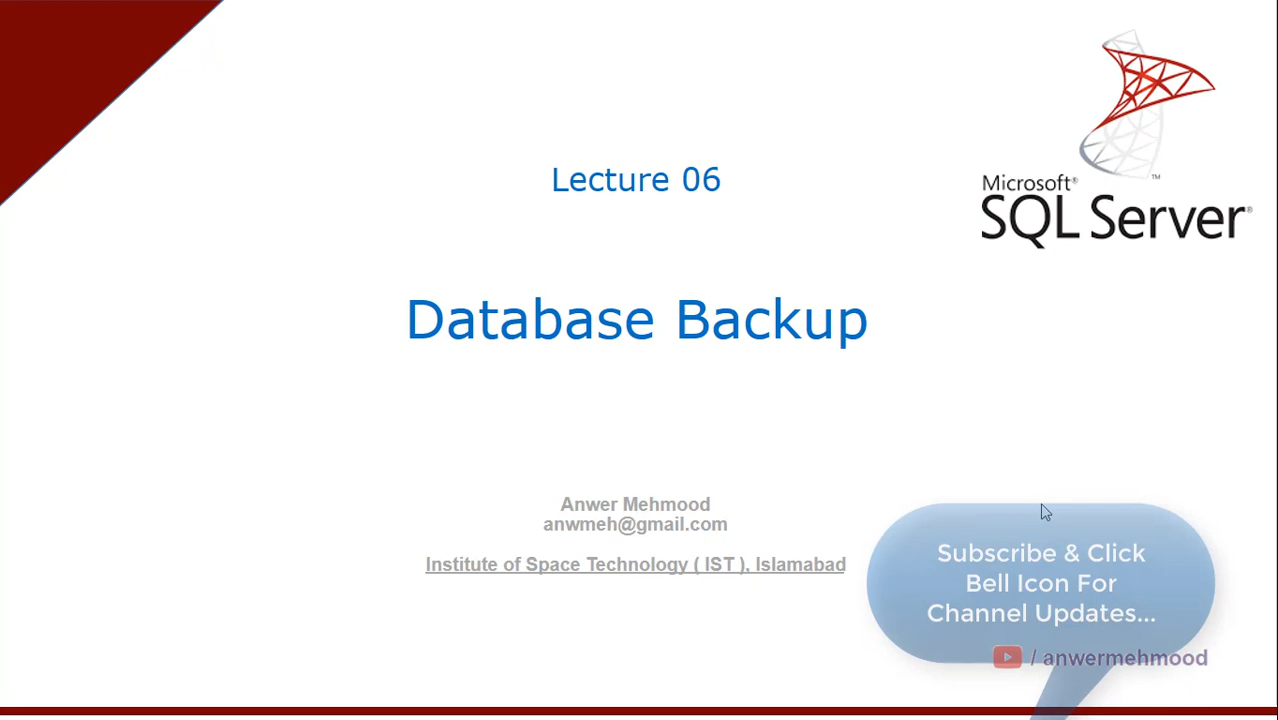 Lecture 06
Microsoft®
SQL Server®
™
Database Backup
Anwer Mehmood
anwmeh@gmail.com
Institute of Space Technology ( IST ), Islamabad
Subscribe & Click
Bell Icon For
Channel Updates...
/ anwermehmood